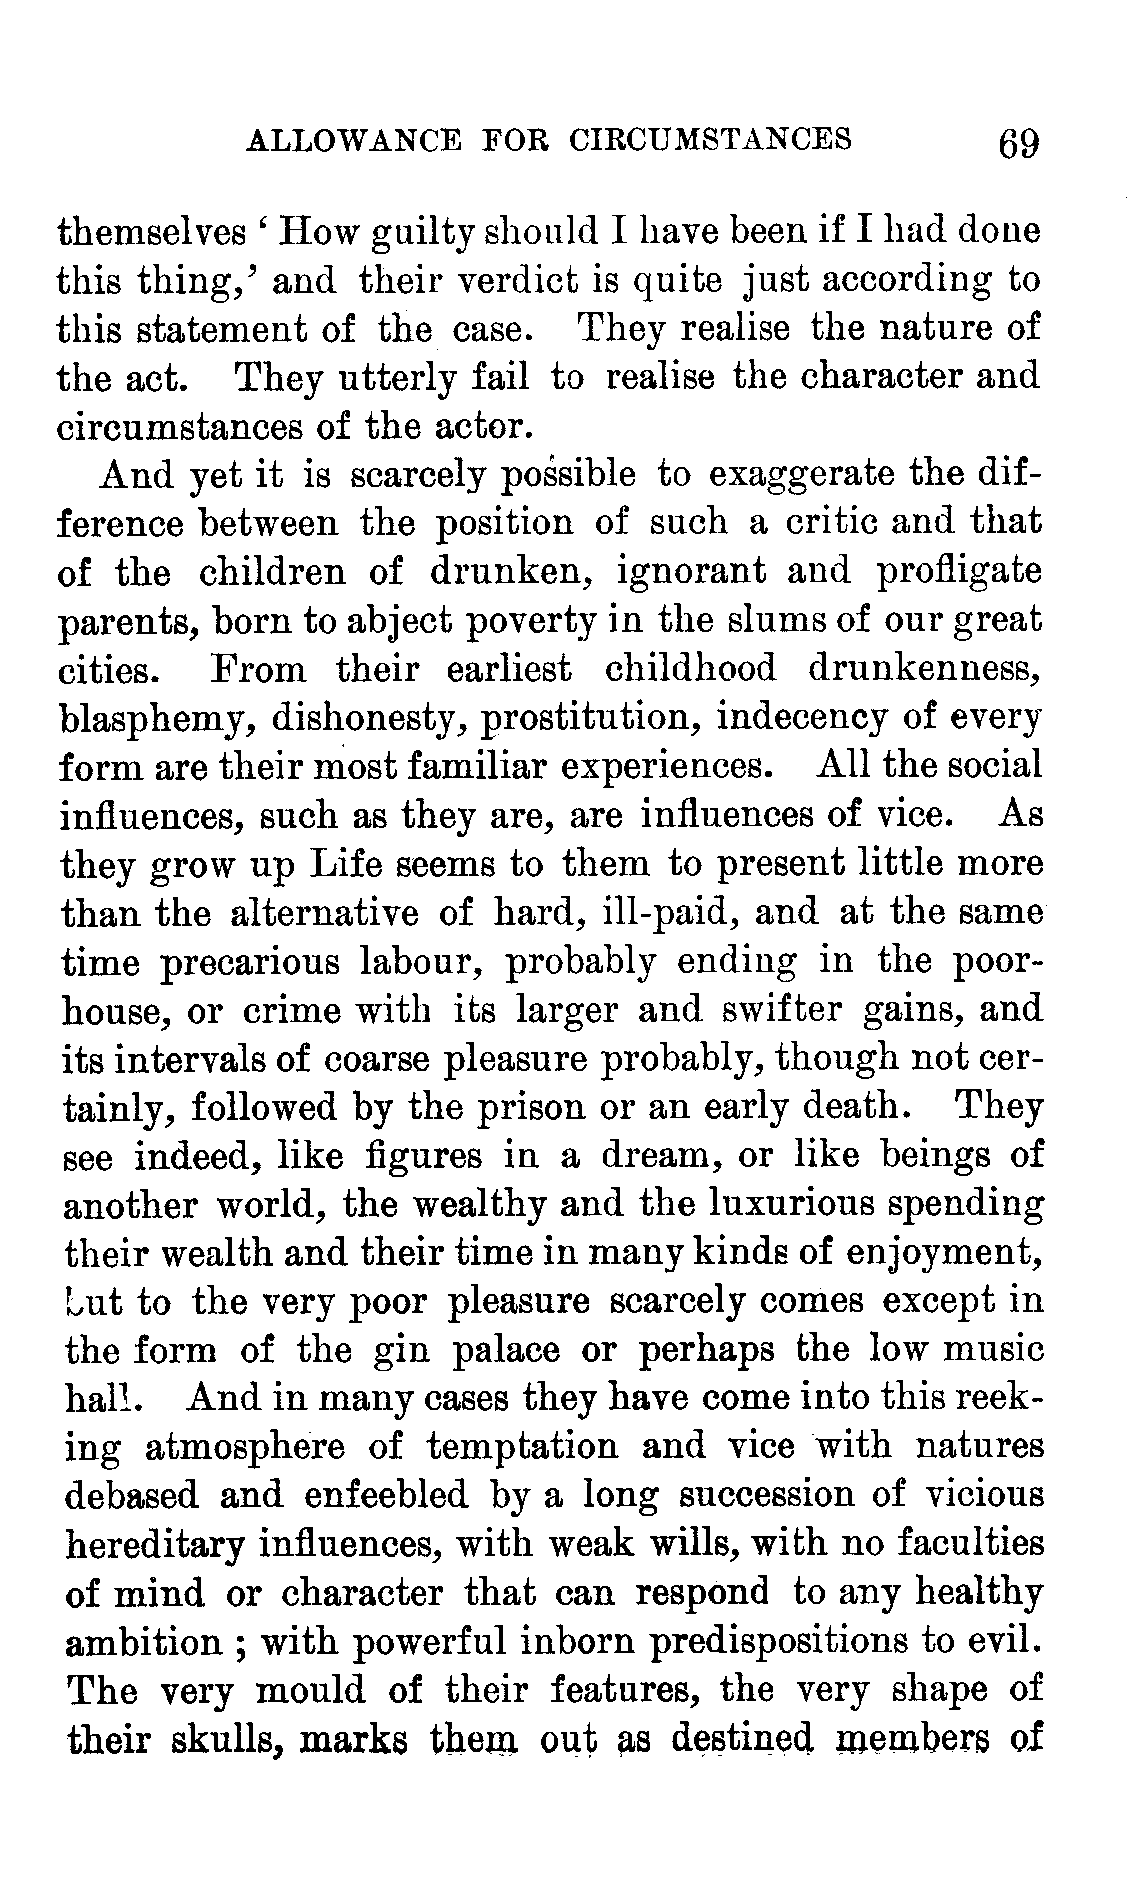 ALLOWANCE FOR CIRCUMSTANCES 69
themselves ‘ How guilty should I have been if I had done
this thing,’ and their verdict is quite just according to
this statement of the case. They realise the nature of
the act. They utterly fail to realise the character and
circumstances of the actor.
And yet it is scarcely possible to exaggerate the dif-
ference between the position of such a critic and that
of the children of drunken, ignorant and profligate
parents, born to abject poverty in the slums of our great
cities. From their earliest childhood drunkenness,
blasphemy, dishonesty, prostitution, indecency of every
form are their most familiar experiences. All the social
influences, such as they are, are influences of vice. As
they grow up Life seems to them to present little more
than the alternative of hard, ill-paid, and at the same
time precarious labour, probably ending in the poor-
house, or crime with its larger and swifter gains, and
its intervals of coarse pleasure probably, though not cer-
tainly, followed by the prison or an early death. They
see indeed, like figures in a dream, or like beings of
another world, the wealthy and the luxurious spending
their wealth and their time in many kinds of enjoyment,
but to the very poor pleasure scarcely comes except in
the form of the gin palace or perhaps the low music
hall. And in many cases they have come into this reek-
ing atmosphere of temptation and vice with natures
debased and enfeebled by a long succession of vicious
hereditary influences, with weak wills, with no faculties
of mind or character that can respond to any healthy
ambition ; with powerful inborn predispositions to evil.
The very mould of their features, the very shape of
their skulls, marks them out as destined members of